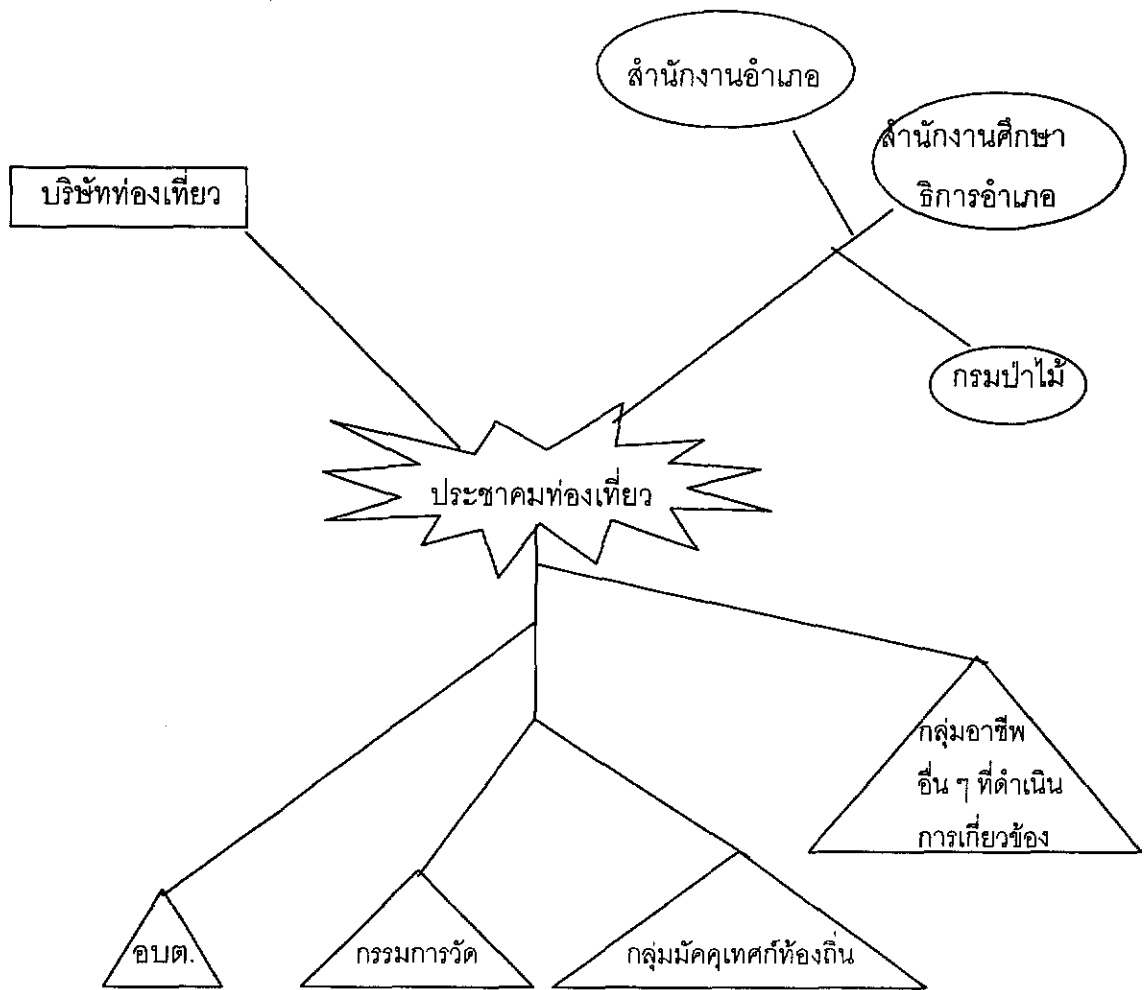 สำนักงานอำเภอ
สำนักงานศึกษา
ธิการอำเภอ
บริษัทท่องเที่ยว
กรมป่าไม้
ประชาคมท่องเที่ยว
กลุ่มอาชีพ
อื่น ๆ ที่ดำเนิน
การเกี่ยวข้อง
อบต.
กรรมการวัด
กลุ่มมัคคุเทศก์ท้องถิ่น